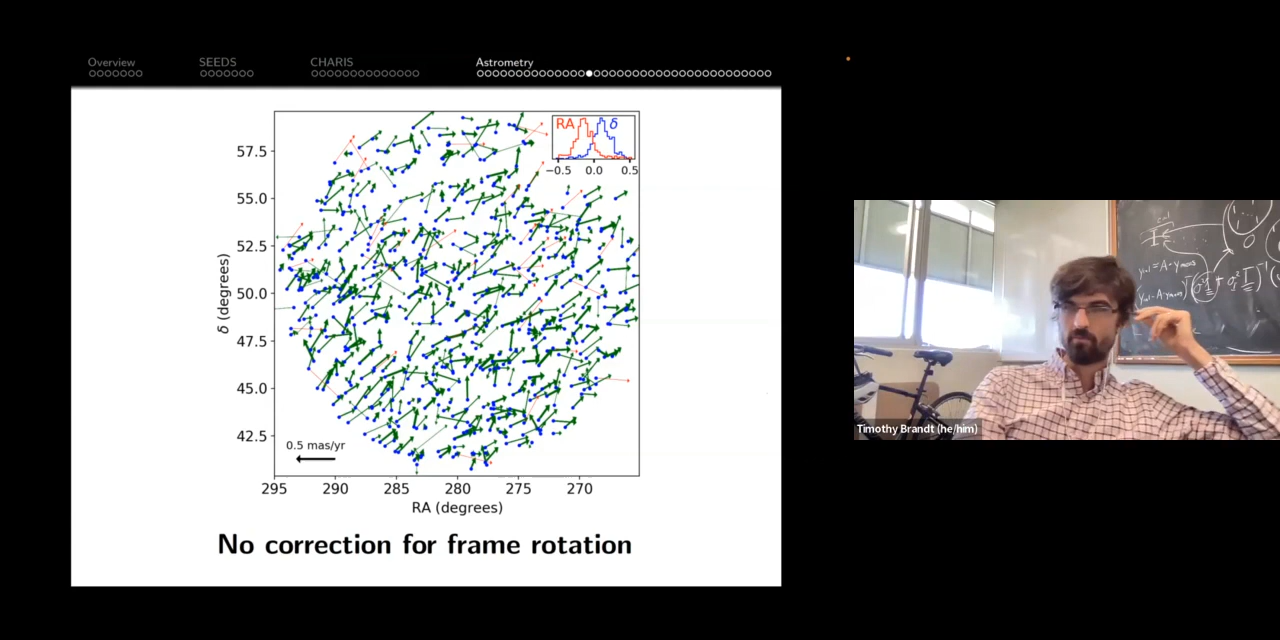 Overview SEEDS CHARIS Astrometry
RA δ
−0.5 0.0 0.5
57.5
55.0
52.5
50.0
47.5
45.0
42.5
δ (degrees)
0.5 mas/yr
295 290 285 280 275 270
RA (degrees)
No correction for frame rotation
Timothy Brandt (he/him)